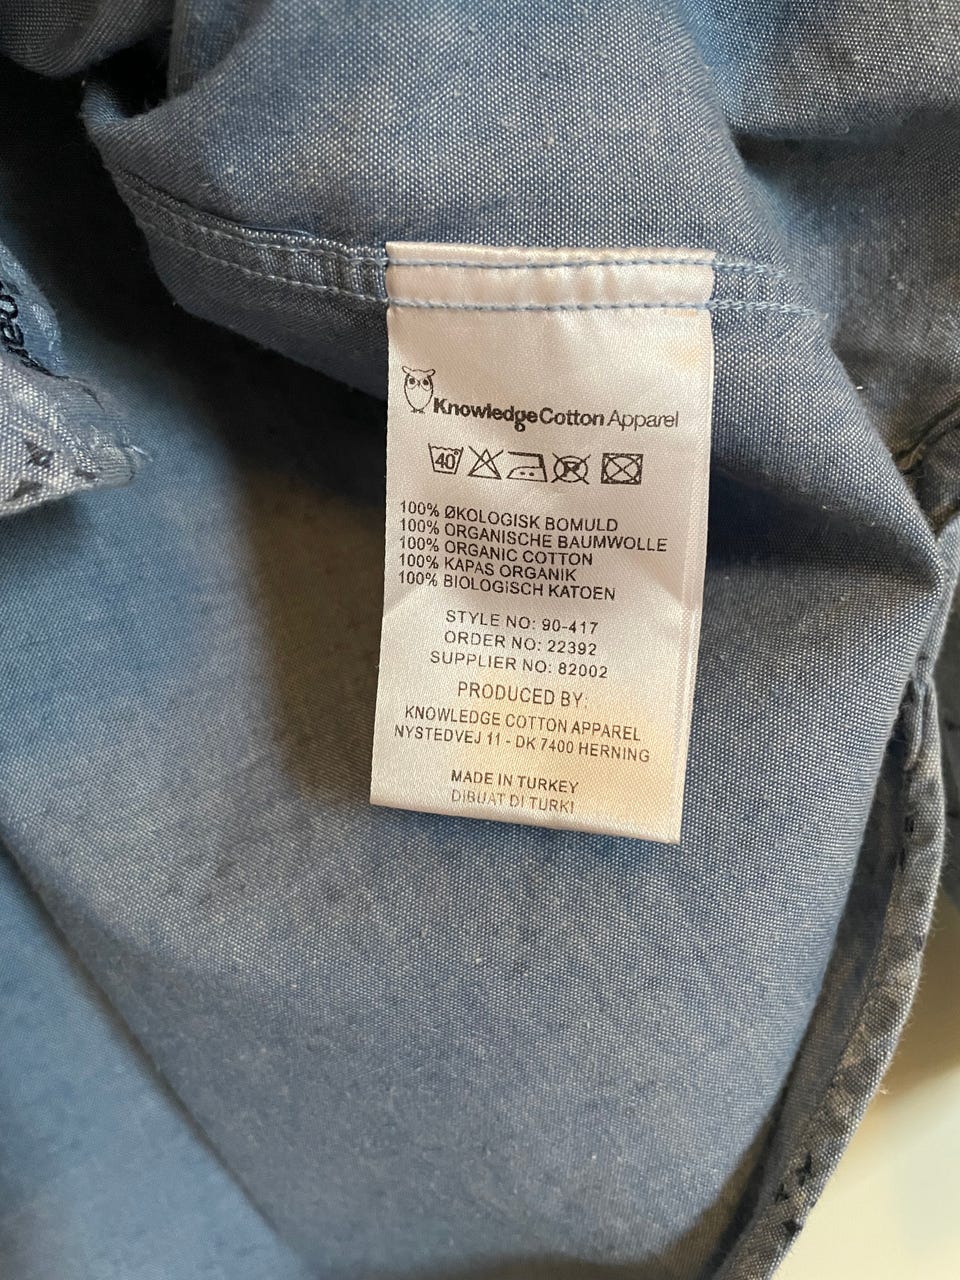 KnowledgeCotton Apparel
40°
R
100% ØKOLOGISK BOMULD
100% ORGANISCHE BAUMWOLLE
100% ORGANIC COTTON
100% KAPAS ORGANIK
100% BIOLOGISCH KATOEN
STYLE NO: 90-417
ORDER NO: 22392
SUPPLIER NO: 82002
PRODUCED BY:
KNOWLEDGE COTTON APPAREL
NYSTEDVEJ 11 - DK 7400 HERNING
MADE IN TURKEY
DIBUAT DI TURKI